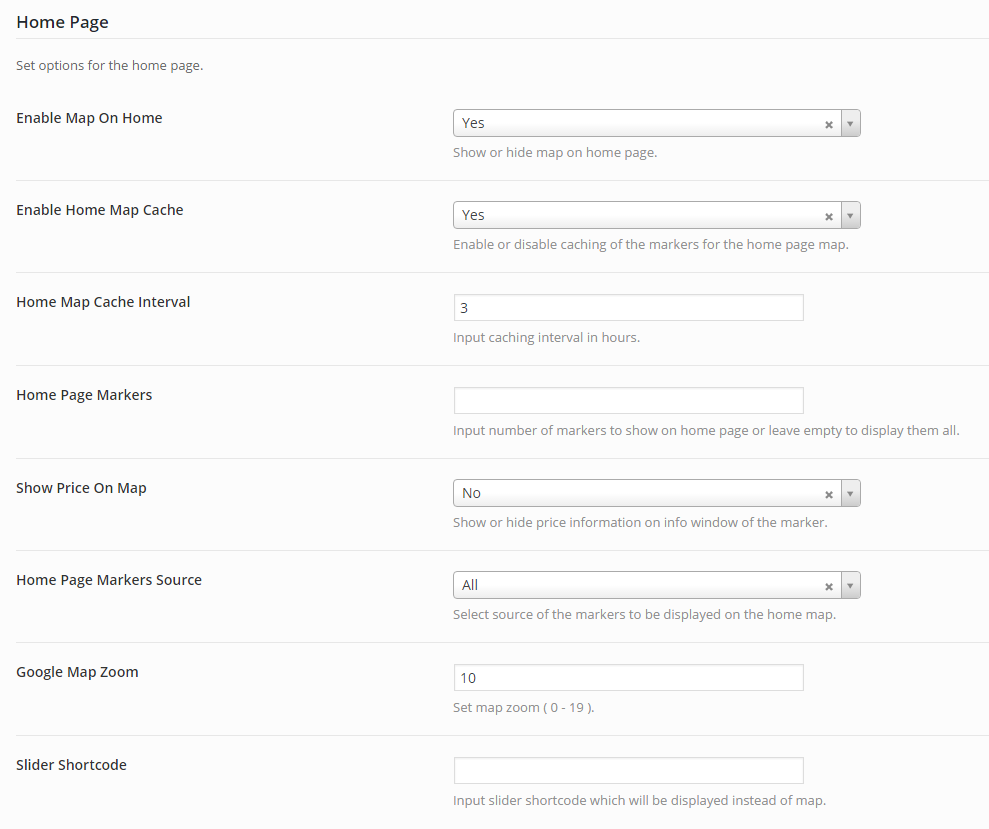 Home Page
Set options for the home page.
Enable Map On Home
Yes
Show or hide map on home page.
Enable Home Map Cache
Yes
Enable or disable caching of the markers for the home page map.
Home Map Cache Interval
3
Input caching interval in hours.
Home Page Markers
Input number of markers to show on home page or leave empty to display them all.
Show Price On Map
No
Show or hide price information on info window of the marker.
Home Page Markers Source
All
Select source of the markers to be displayed on the home map.
Google Map Zoom
10
Set map zoom ( 0 - 19 ).
Slider Shortcode
Input slider shortcode which will be displayed instead of map.